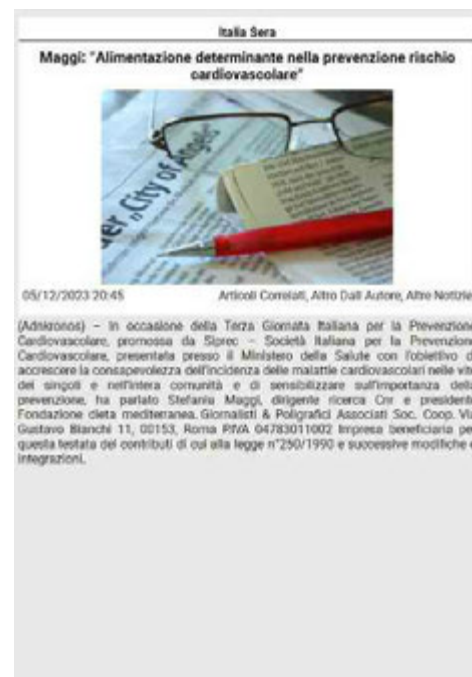 Italia Sera
Maggi: "Alimentazione determinante nella prevenzione rischio
cardiovascolare"
der „City of Angels
05/12/2023 20:45 Articoli Correlati, Altro Dall Autore, Altre Notizie
(Adnkronos) – In occasione della Terza Giornata Italiana per la Prevenzione
Cardiovascolare, promossa da Siprec – Società Italiana per la Prevenzione
Cardiovascolare, presentata presso il Ministero della Salute con l'obiettivo d
accrescere la consapevolezza dell'incidenza delle malattie cardiovascolari nelle vite
dei singoli e nell'intera comunità e di sensibilizzare sull'importanza della
prevenzione, ha parlato Stefania Maggi, dirigente ricerca Cnr e presidente
Fondazione dieta mediterranea. Giornalisti & Poligrafici Associati Soc. Coop. Via
Gustavo Bianchi 11, 00153, Roma P.IVA 04783011002 Impresa beneficiaria per
questa testata dei contributi di cui alla legge n°250/1990 e successive modifiche e
integrazioni.